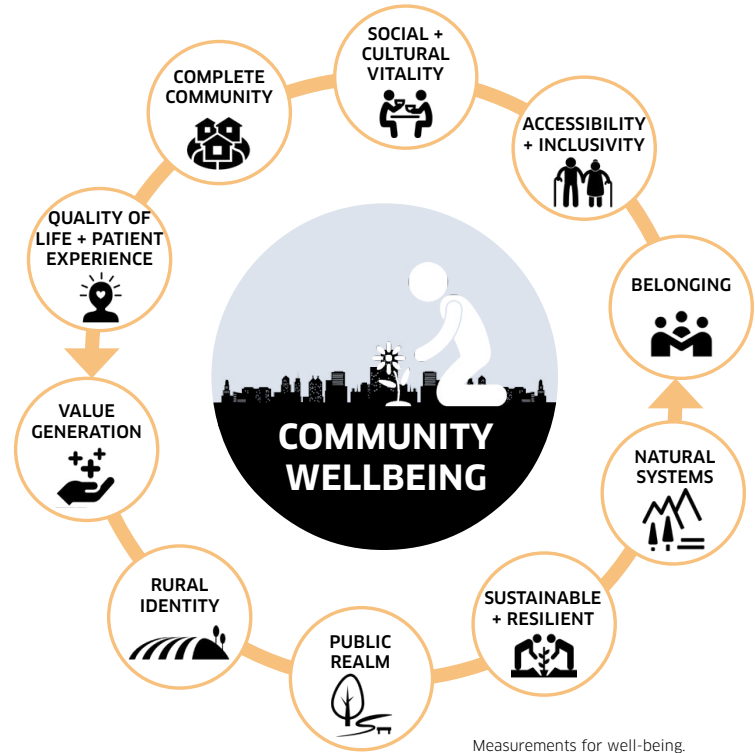 SOCIAL +
CULTURAL
VITALITY
COMPLETE
COMMUNITY
ACCESSIBILITY
+ INCLUSIVITY
QUALITY OF
LIFE + PATIENT
EXPERIENCE
BELONGING
VALUE
GENERATION
COMMUNITY
WELLBEING
NATURAL
SYSTEMS
RURAL
IDENTITY
SUSTAINABLE
+ RESILIENT
PUBLIC
REALM
Measurements for well-being.